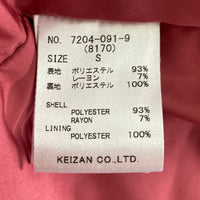 NO. 7204-091-9
(8170)
SIZE S
表地 ポリエステル 93%
レーヨン 7%
裏地 ポリエステル 100%
SHELL
POLYESTER 93%
RAYON 7%
LINING
POLYESTER 100%
KEIZAN CO.,LTD.